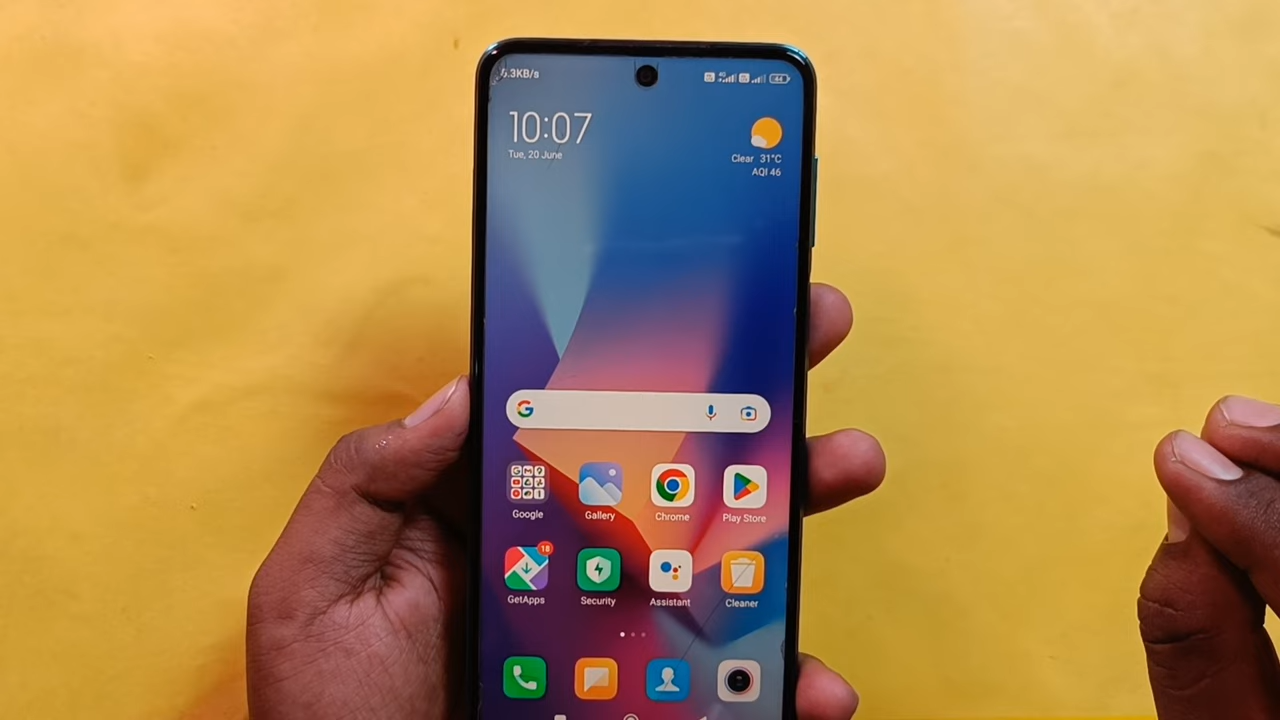 10:07
Tue, 20 June
Clear 31°C
AQI 46
Google
Gallery
Chrome
Play Store
18
GetApps
Security
Assistant
Cleaner
44